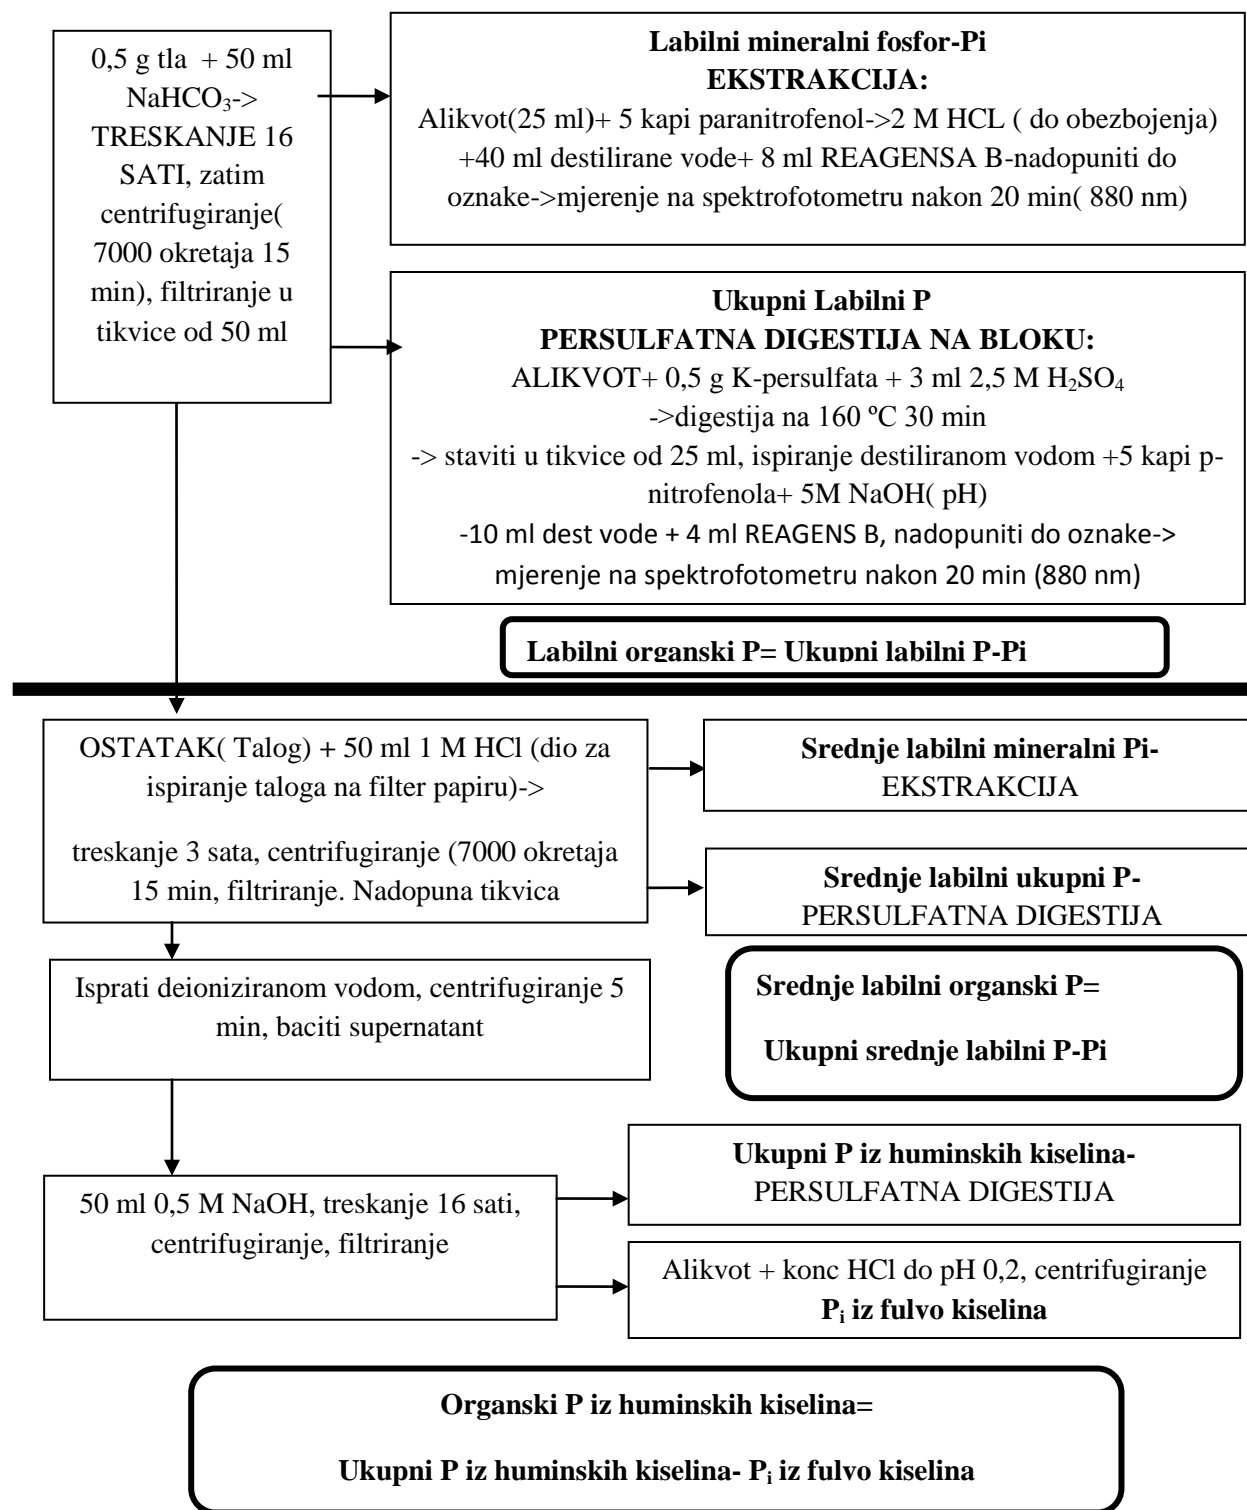 0,5 g tla + 50 ml
NaHCO₃->
TRESKANJE 16
SATI, zatim
centrifugiranje(
7000 okretaja 15
min), filtriranje u
tikvice od 50 ml
Labilni mineralni fosfor-Pi
EKSTRAKCIJA:
Alikvot(25 ml)+ 5 kapi paranitrofenol->2 M HCL ( do obezbojenja)
+40 ml destilirane vode+ 8 ml REAGENSA B-nadopuniti do
oznake->mjerenje na spektrofotometru nakon 20 min( 880 nm)
Ukupni Labilni P
PERSULFATNA DIGESTIJA NA BLOKU:
ALIKVOT+ 0,5 g K-persulfata + 3 ml 2,5 M H₂SO₄
->digestija na 160 ºC 30 min
-> staviti u tikvice od 25 ml, ispiranje destiliranom vodom +5 kapi p-
nitrofenola+ 5M NaOH( pH)
-10 ml dest vode + 4 ml REAGENS B, nadopuniti do oznake->
mjerenje na spektrofotometru nakon 20 min (880 nm)
Labilni organski P= Ukupni labilni P-Pi
OSTATAK( Talog) + 50 ml 1 M HCl (dio za
ispiranje taloga na filter papiru)->
treskanje 3 sata, centrifugiranje (7000 okretaja
15 min, filtriranje. Nadopuna tikvica
Srednje labilni mineralni Pi-
EKSTRAKCIJA
Srednje labilni ukupni P-
PERSULFATNA DIGESTIJA
Isprati deioniziranom vodom, centrifugiranje 5
min, baciti supernatant
Srednje labilni organski P=
Ukupni srednje labilni P-Pi
50 ml 0,5 M NaOH, treskanje 16 sati,
centrifugiranje, filtriranje
Ukupni P iz huminskih kiselina-
PERSULFATNA DIGESTIJA
Alikvot + konc HCl do pH 0,2, centrifugiranje
Pᵢ iz fulvo kiselina
Organski P iz huminskih kiselina=
Ukupni P iz huminskih kiselina- Pᵢ iz fulvo kiselina